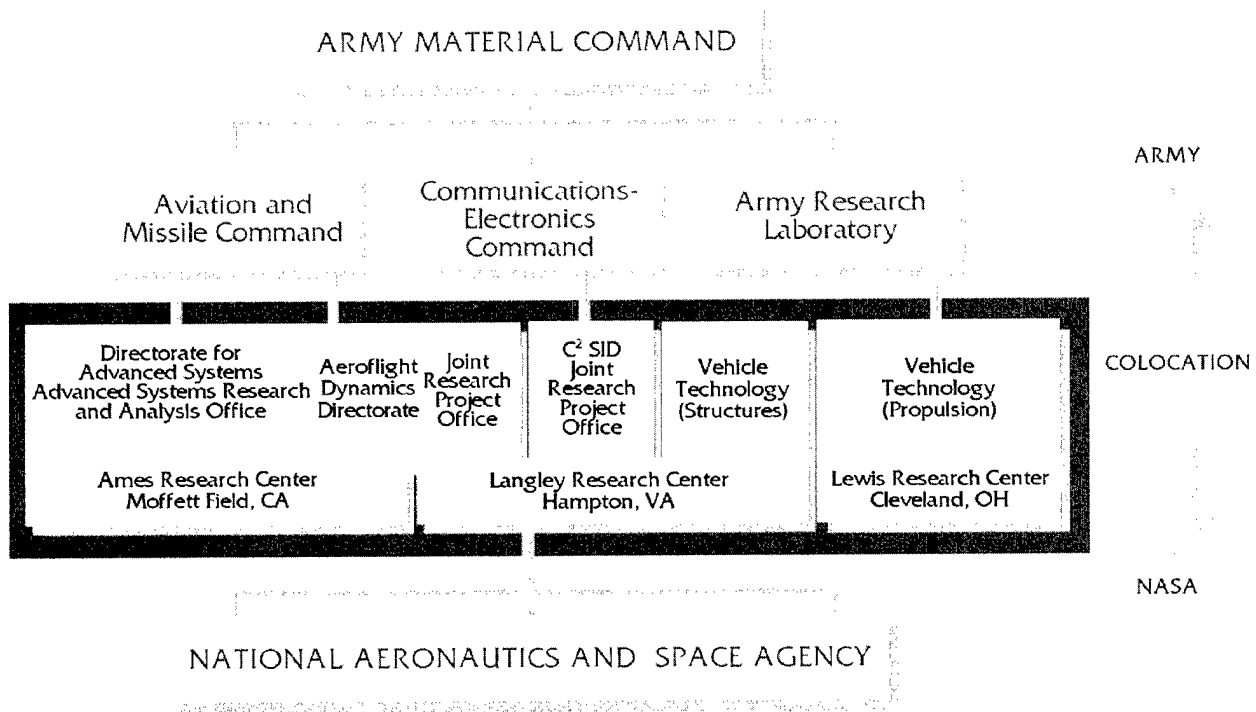 ARMY MATERIAL COMMAND
ARMY
Aviation and
Missile Command
Communications-
Electronics
Command
Army Research
Laboratory
COLOCATION
Directorate for
Advanced Systems
Advanced Systems Research
and Analysis Office
Aeroflight
Dynamics
Directorate
Joint
Research
Project
Office
C² SID
Joint
Research
Project
Office
Vehicle
Technology
(Structures)
Vehicle
Technology
(Propulsion)
Ames Research Center
Moffett Field, CA
Langley Research Center
Hampton, VA
Lewis Research Center
Cleveland, OH
NASA
NATIONAL AERONAUTICS AND SPACE AGENCY